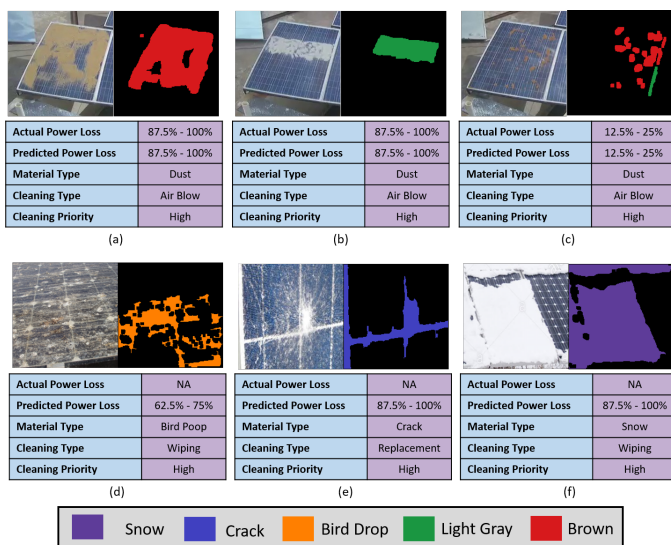 Actual Power Loss 87.5% - 100%
Predicted Power Loss 87.5% - 100%
Material Type Dust
Cleaning Type Air Blow
Cleaning Priority High
(a)
Actual Power Loss 87.5% - 100%
Predicted Power Loss 87.5% - 100%
Material Type Dust
Cleaning Type Air Blow
Cleaning Priority High
(b)
Actual Power Loss 12.5% - 25%
Predicted Power Loss 12.5% - 25%
Material Type Dust
Cleaning Type Air Blow
Cleaning Priority High
(c)
Actual Power Loss NA
Predicted Power Loss 62.5% - 75%
Material Type Bird Poop
Cleaning Type Wiping
Cleaning Priority High
(d)
Actual Power Loss NA
Predicted Power Loss 87.5% - 100%
Material Type Crack
Cleaning Type Replacement
Cleaning Priority High
(e)
Actual Power Loss NA
Predicted Power Loss 87.5% - 100%
Material Type Snow
Cleaning Type Wiping
Cleaning Priority High
(f)
Snow Crack Bird Drop Light Gray Brown